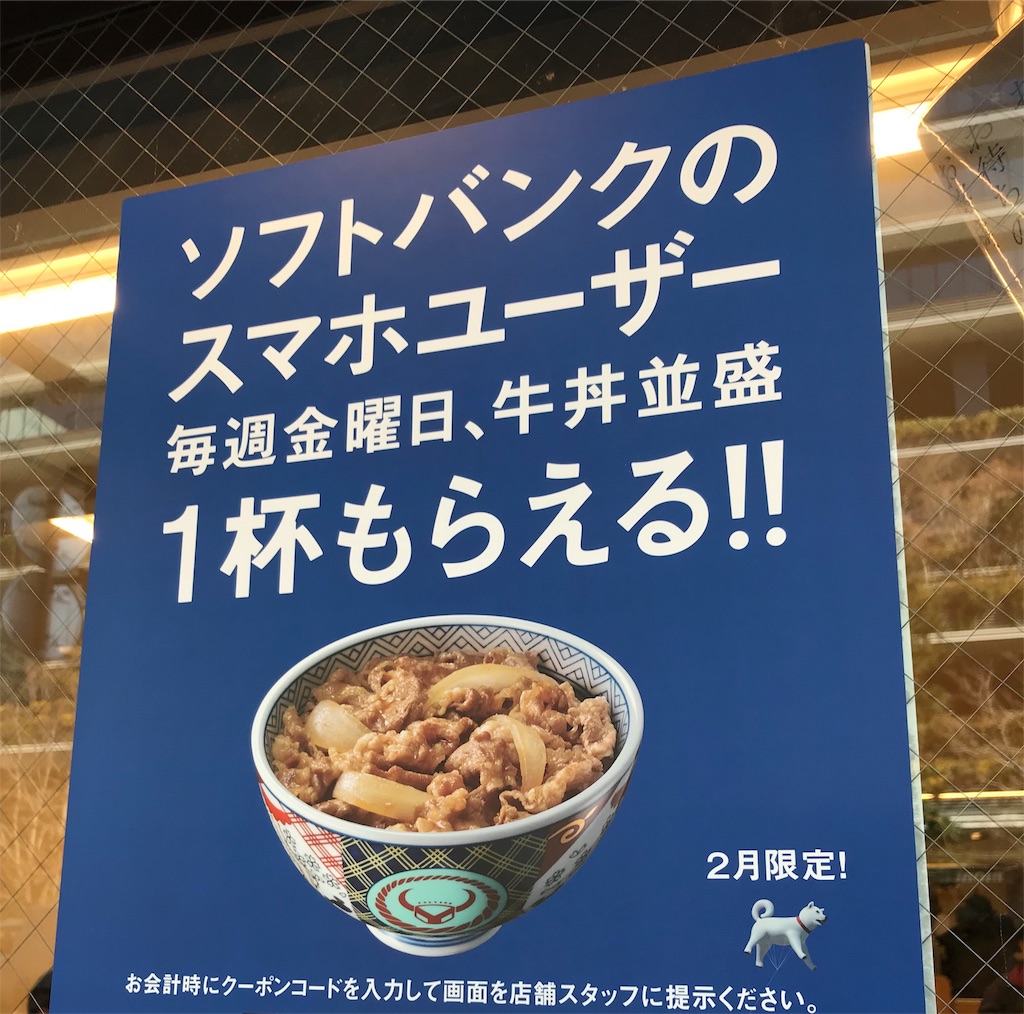 ソフトバンクの
スマホユーザー
毎週金曜日、牛丼並盛
1杯もらえる!!
2月限定!
お会計時にクーポンコードを入力して画面を店舗スタッフに提示ください。